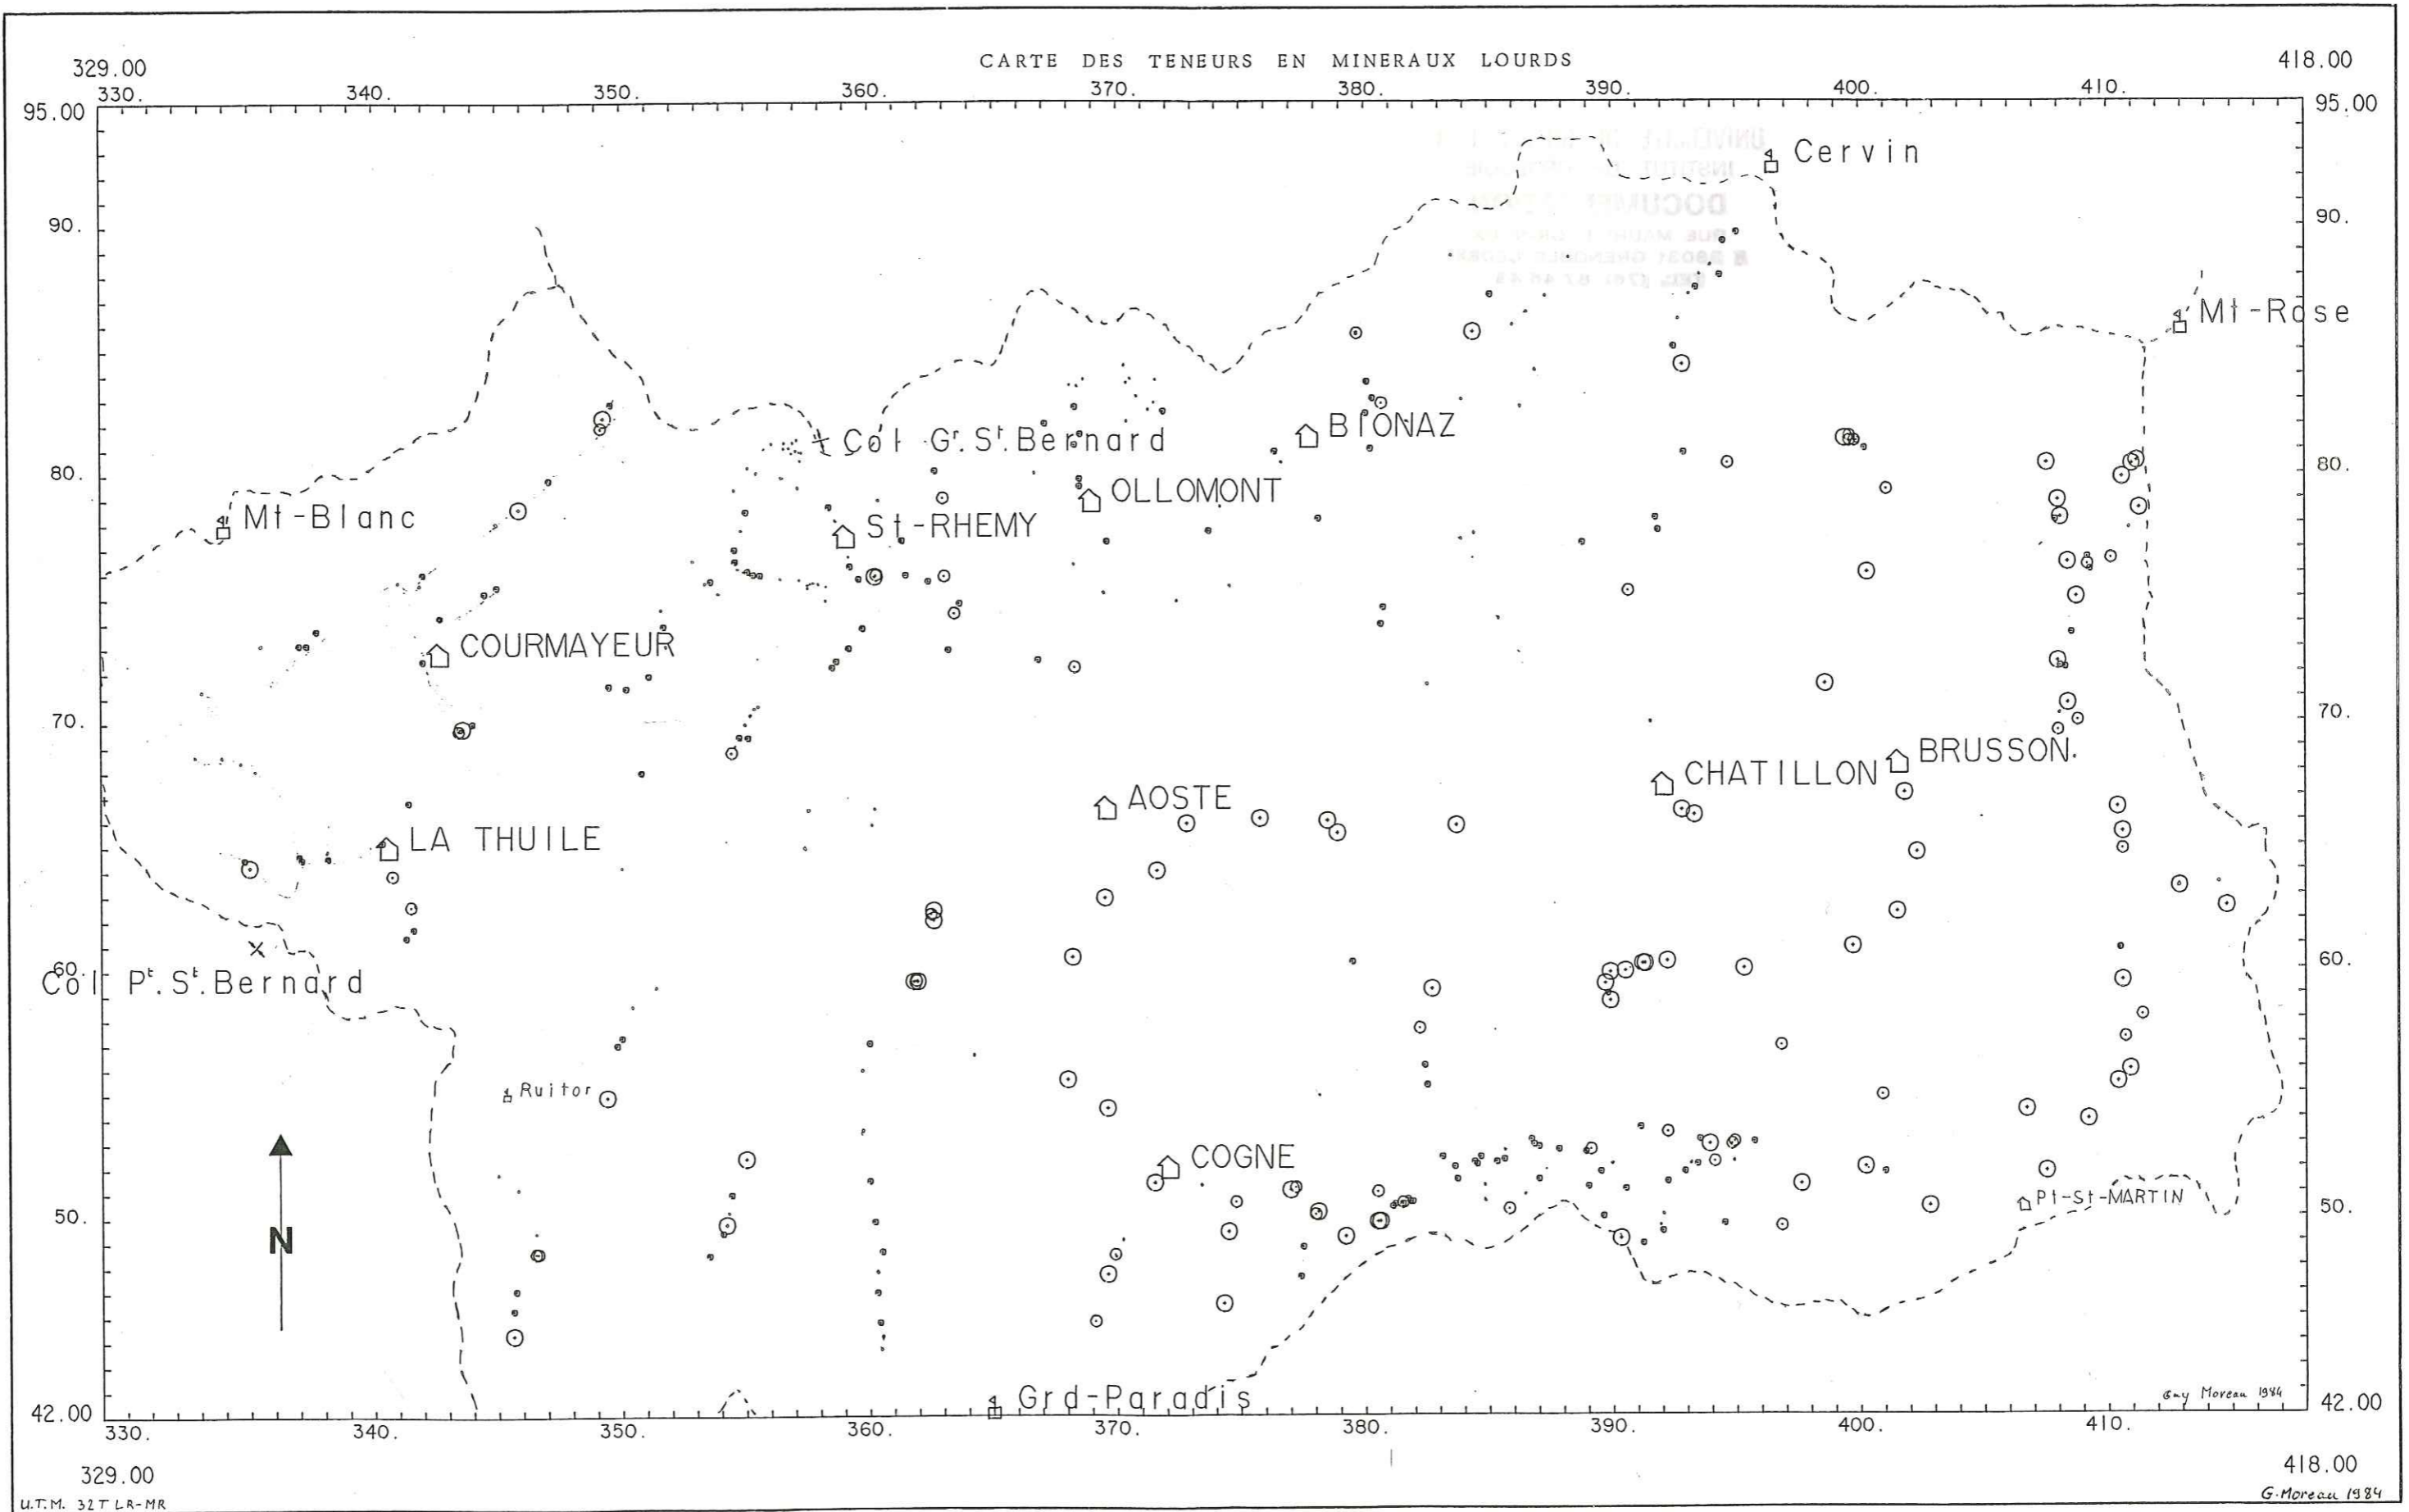 CARTE DES TENEURS EN MINERAUX LOURDS
329.00
418.00
330. 340. 350. 360. 370. 380. 390. 400. 410.
95.00
95.00
Cervin
DOCUMENT
90.
90.
Mt-Rose
BIONAZ
Col Gr. St. Bernard
80.
80.
OLLOMONT
Mt-Blanc
St-RHEMY
COURMAYEUR
70.
70.
BRUSSON.
CHATILLON
AOSTE
LA THUILE
60.
60.
Col Pt. St. Bernard
Ruitor
COGNE
Pt-St-MARTIN
50.
50.
N
Grd-Paradis
Guy Moreau 1984
42.00
42.00
330. 340. 350. 360. 370. 380. 390. 400. 410.
329.00
418.00
U.T.M. 32T LR-MR
G.Moreau 1984